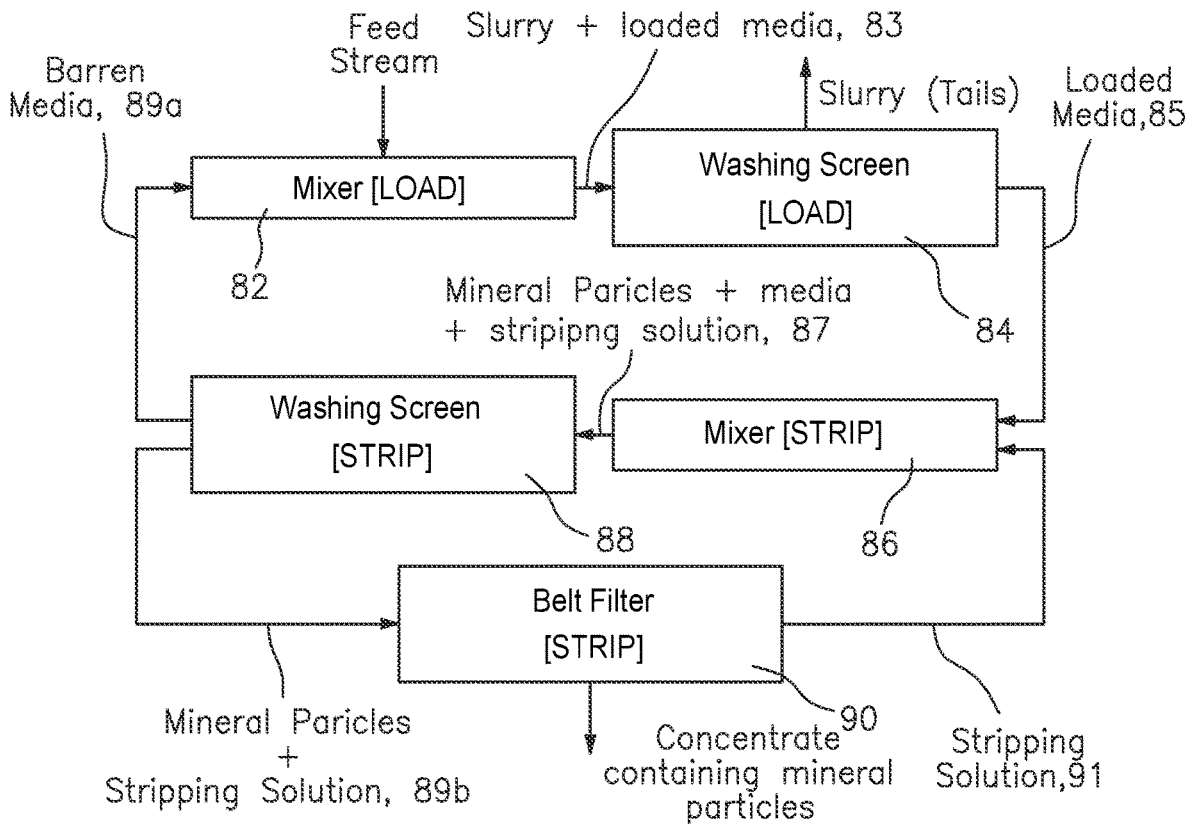 Feed
Stream
Slurry + loaded media, 83
Barren
Media, 89a
Slurry (Tails)
Loaded
Media,85
Mixer [LOAD]
Washing Screen
[LOAD]
82
84
Mineral Paricles + media
+ stripipng solution, 87
Washing Screen
[STRIP]
Mixer [STRIP]
88
86
Belt Filter
[STRIP]
90
Mineral Paricles
+
Stripping Solution, 89b
Concentrate
containing mineral
particles
Stripping
Solution,91